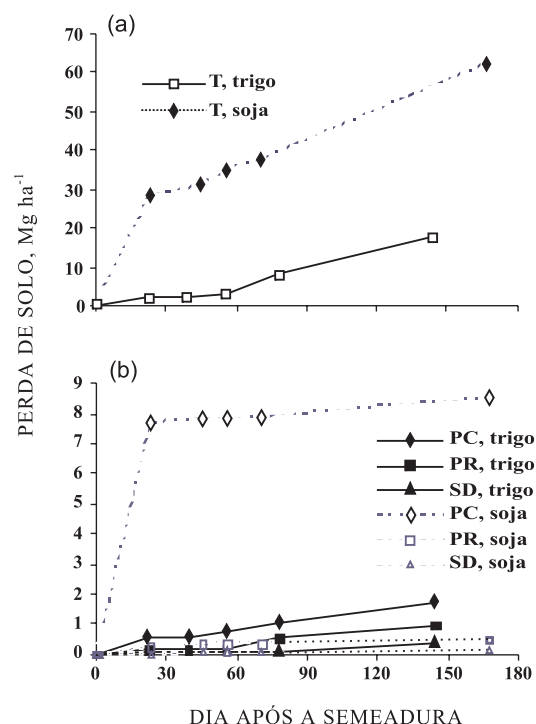 (a)
70
60
50
40
30
20
10
0
T, trigo
T, soja
PERDA DE SOLO, Mg ha⁻¹
(b)
9
8
7
6
5
4
3
2
1
0
PC, trigo
PR, trigo
SD, trigo
PC, soja
PR, soja
SD, soja
0 30 60 90 120 150 180
DIA APÓS A SEMEADURA